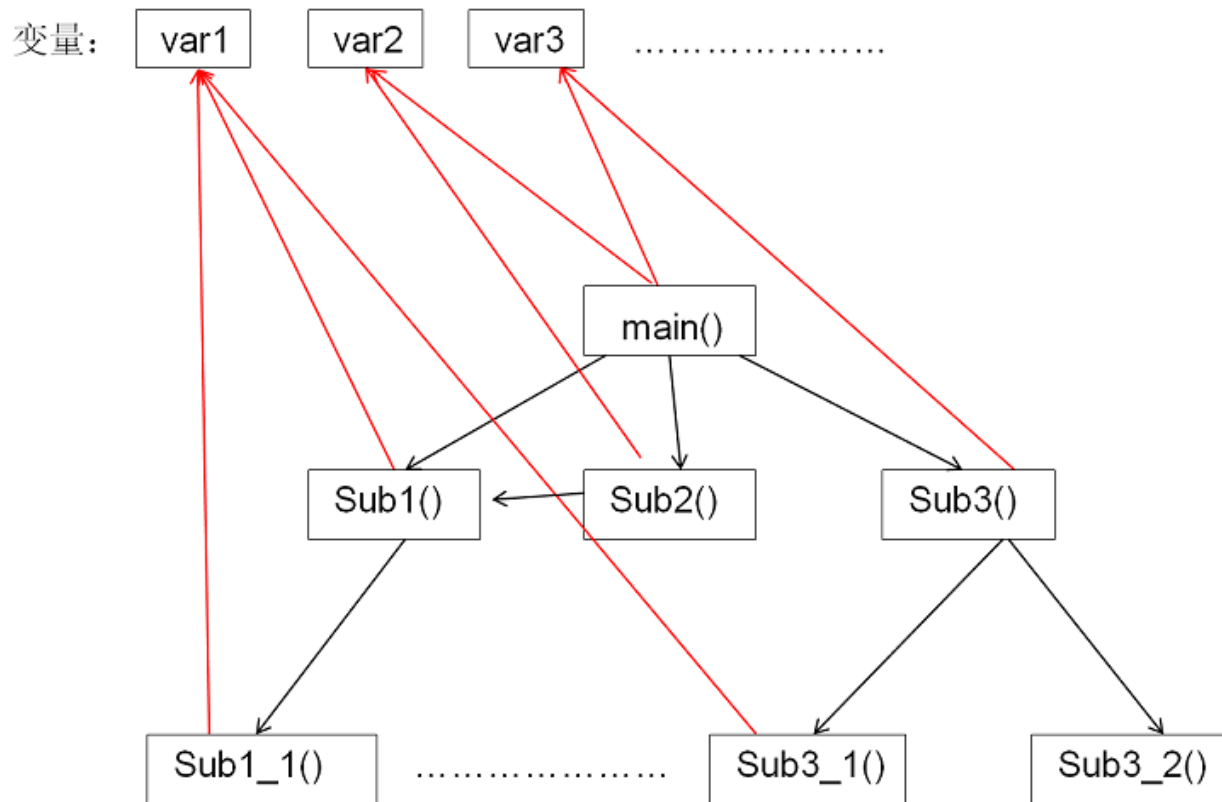 变量： var1 var2 var3 …………………
main()
Sub1() Sub2() Sub3()
Sub1_1() …………………… Sub3_1() Sub3_2()